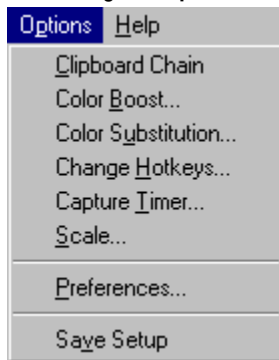 Options Help
Clipboard Chain
Color Boost...
Color Substitution...
Change Hotkeys...
Capture Timer...
Scale...
Preferences...
Save Setup